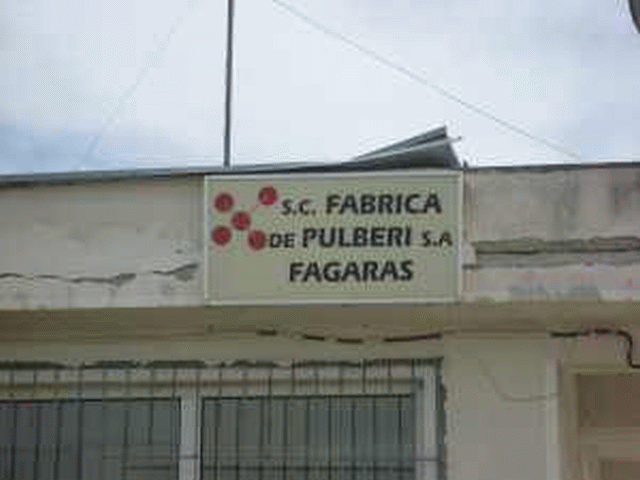 S.C. FABRICA
DE PULBERI S.A
FAGARAS